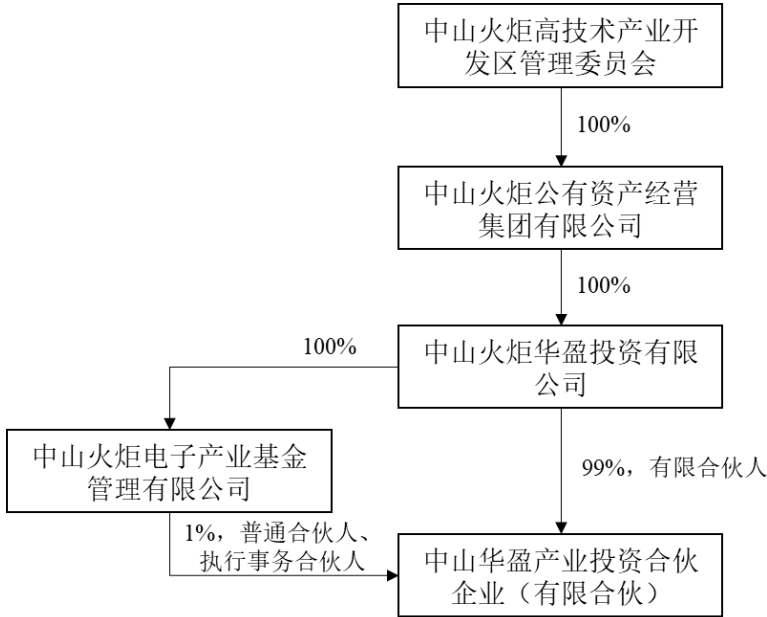 中山火炬高技术产业开
发区管理委员会
100%
中山火炬公有资产经营
集团有限公司
100%
中山火炬华盈投资有限
公司
100%
中山火炬电子产业基金
管理有限公司
99%，有限合伙人
1%，普通合伙人、
执行事务合伙人
中山华盈产业投资合伙
企业（有限合伙）